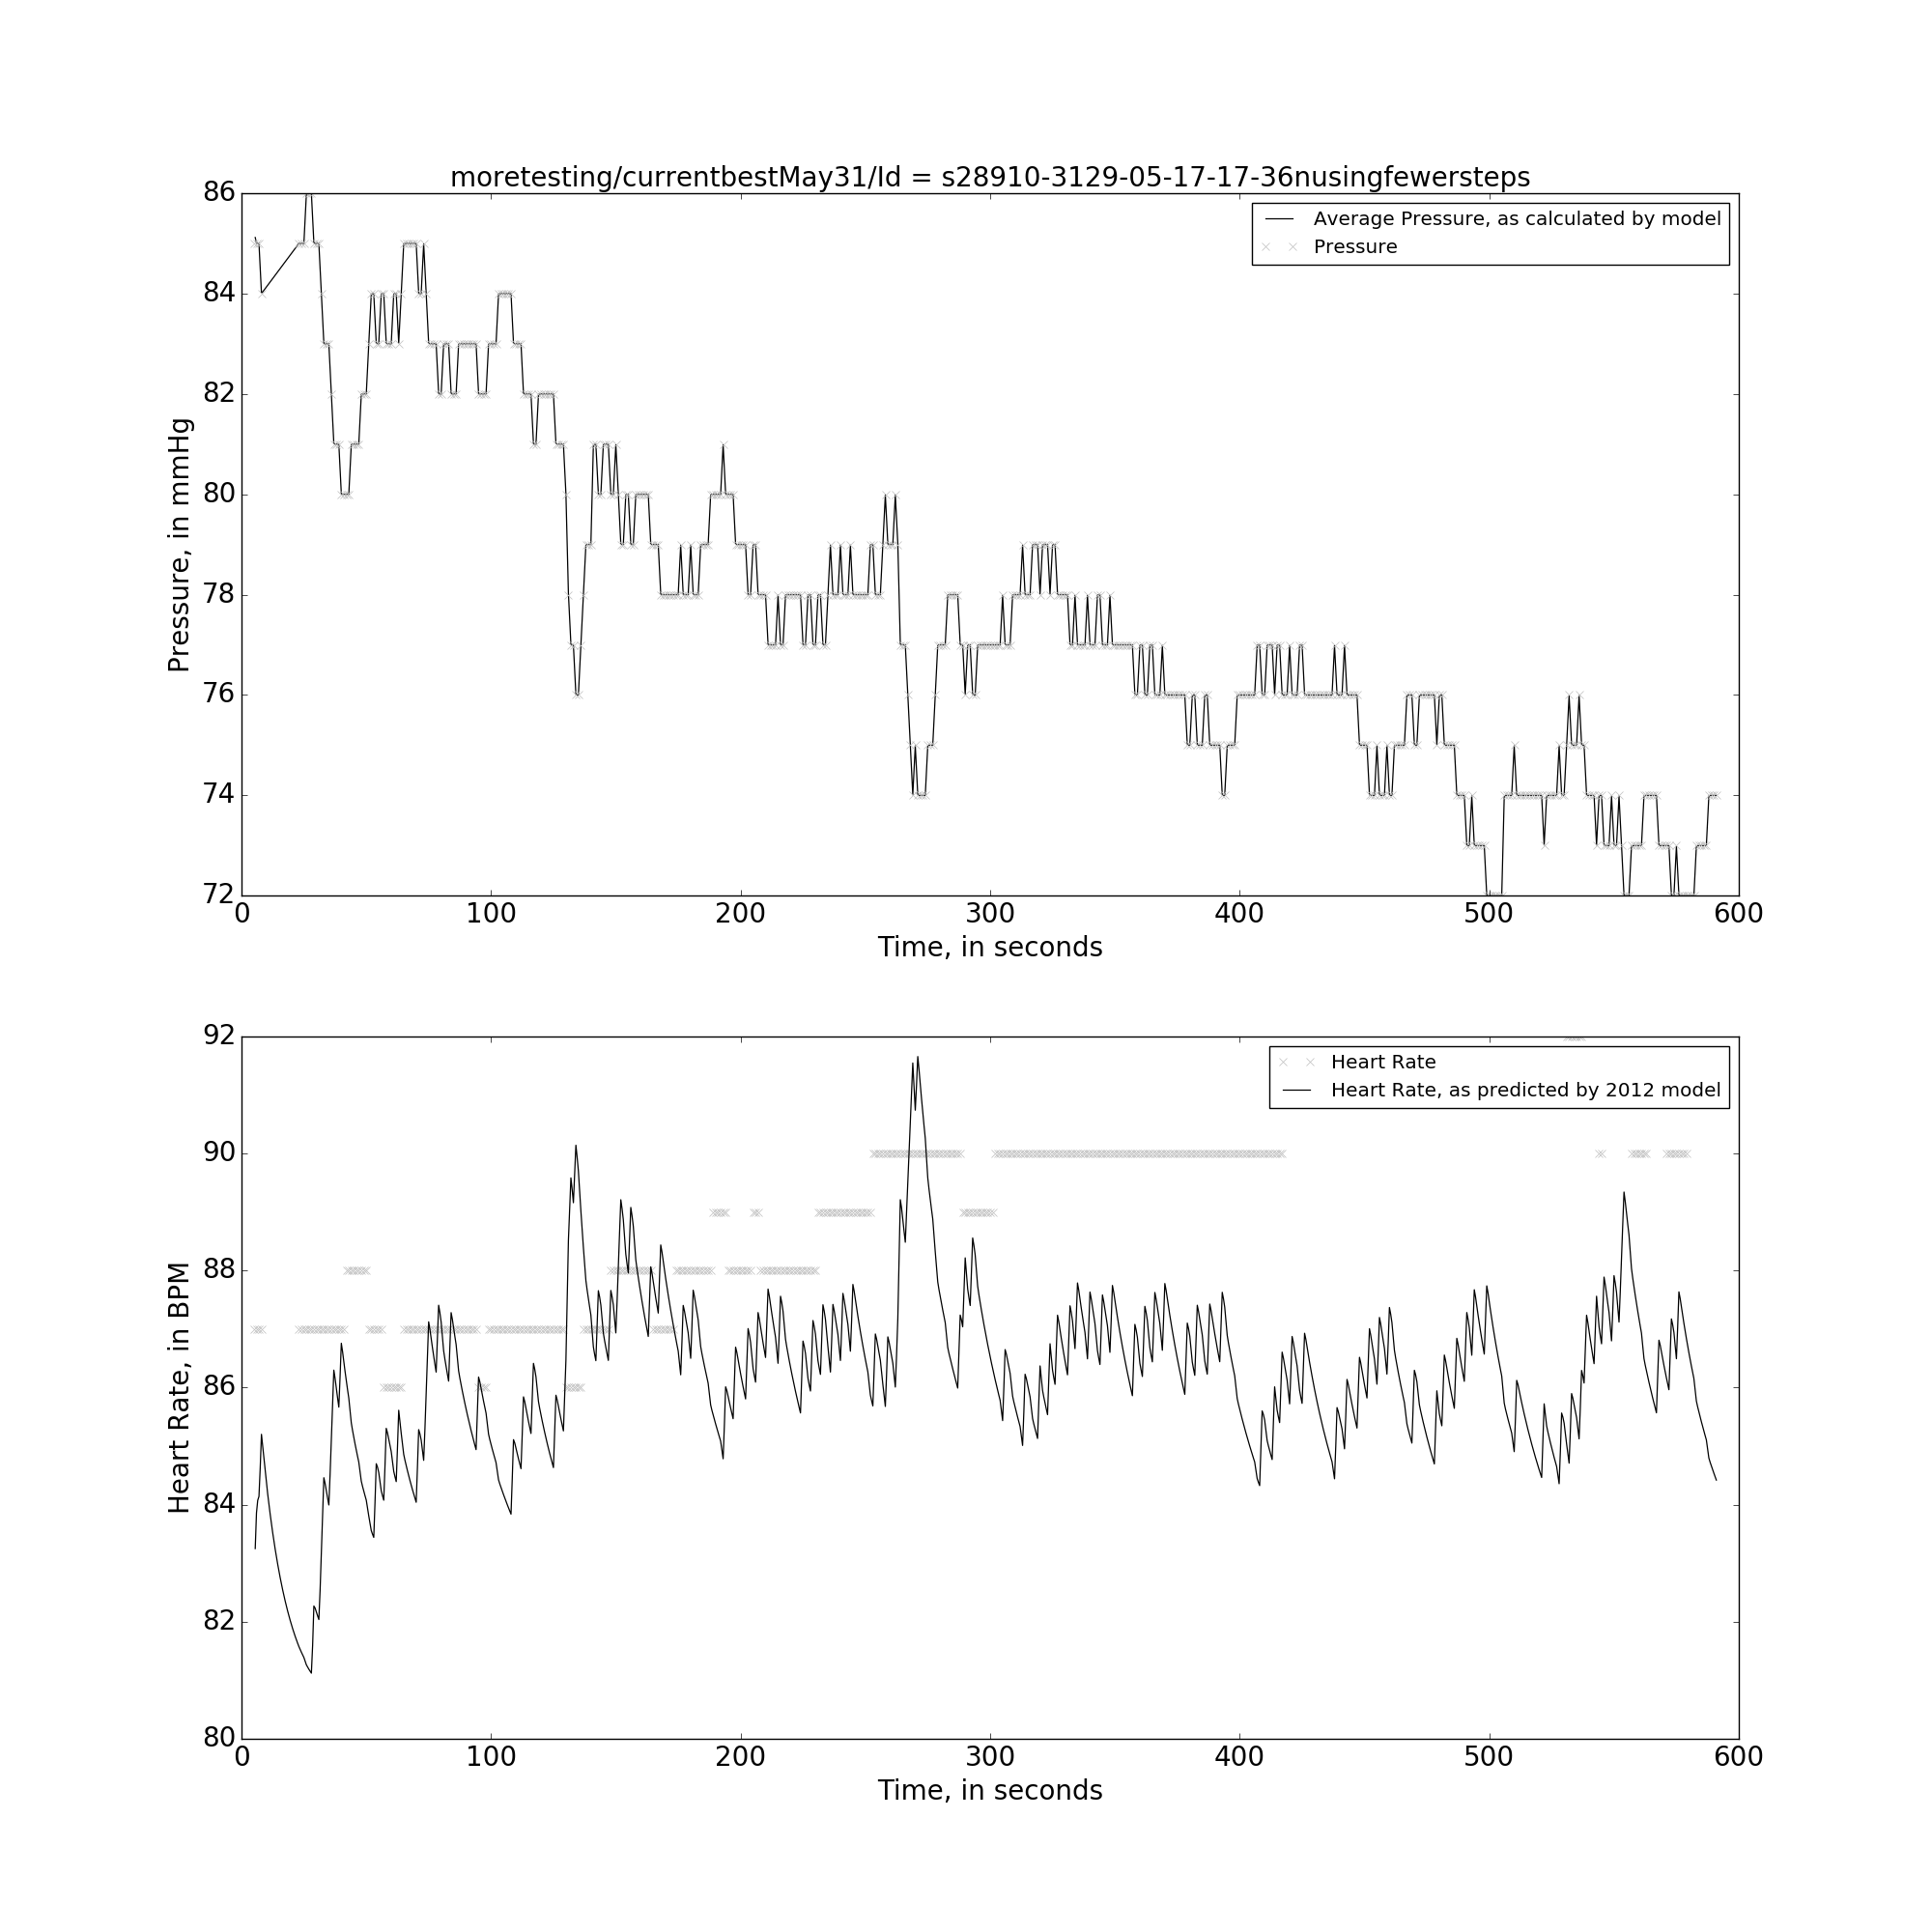 moretesting/currentbestMay31/Id = s28910-3129-05-17-17-36nusingfewersteps
86
84
82
80
78
76
74
72
Pressure, in mmHg
Average Pressure, as calculated by model
Pressure
0 100 200 300 400 500 600
Time, in seconds
92
90
88
86
84
82
80
Heart Rate, in BPM
Heart Rate
Heart Rate, as predicted by 2012 model
0 100 200 300 400 500 600
Time, in seconds